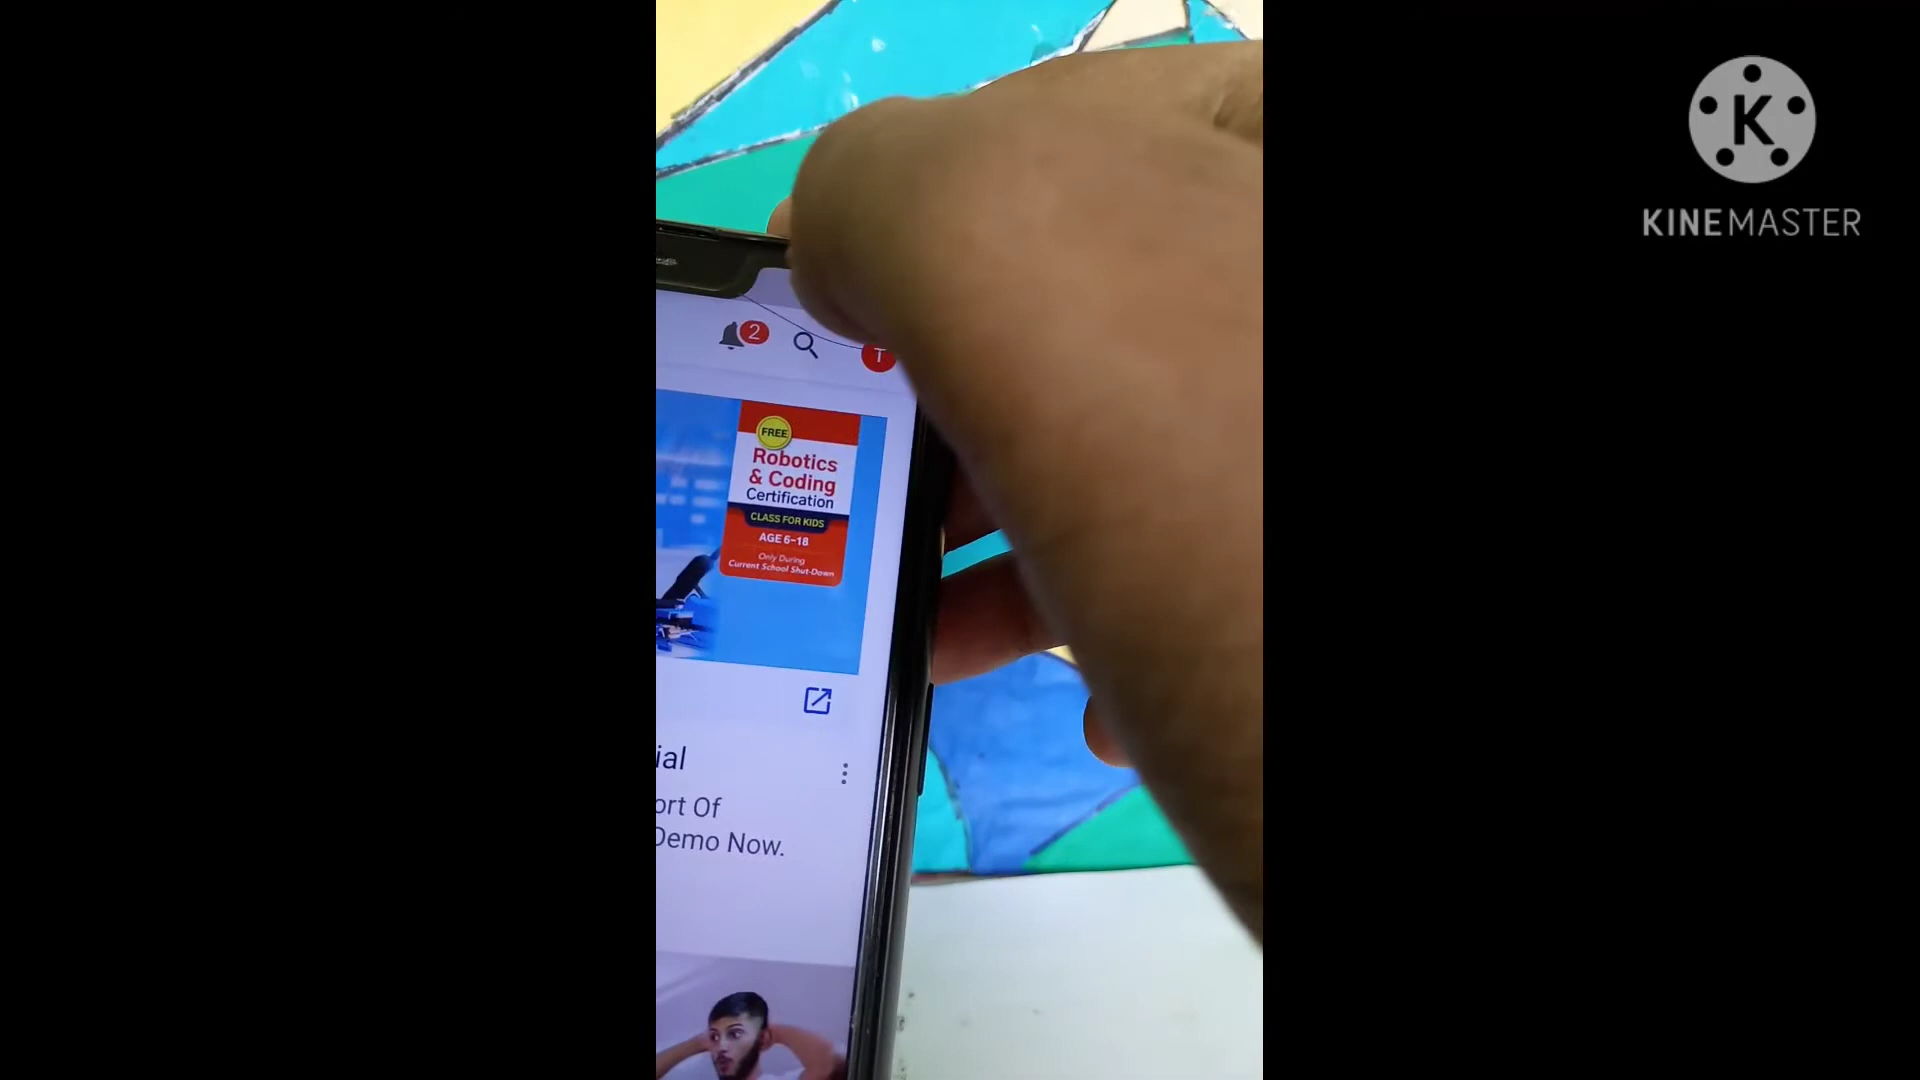 K
KINEMASTER
2
T
FREE
Robotics
& Coding
Certification
CLASS FOR KIDS
AGE 6-18
Only During
Current School Shut-Down
ial
ort Of
Demo Now.